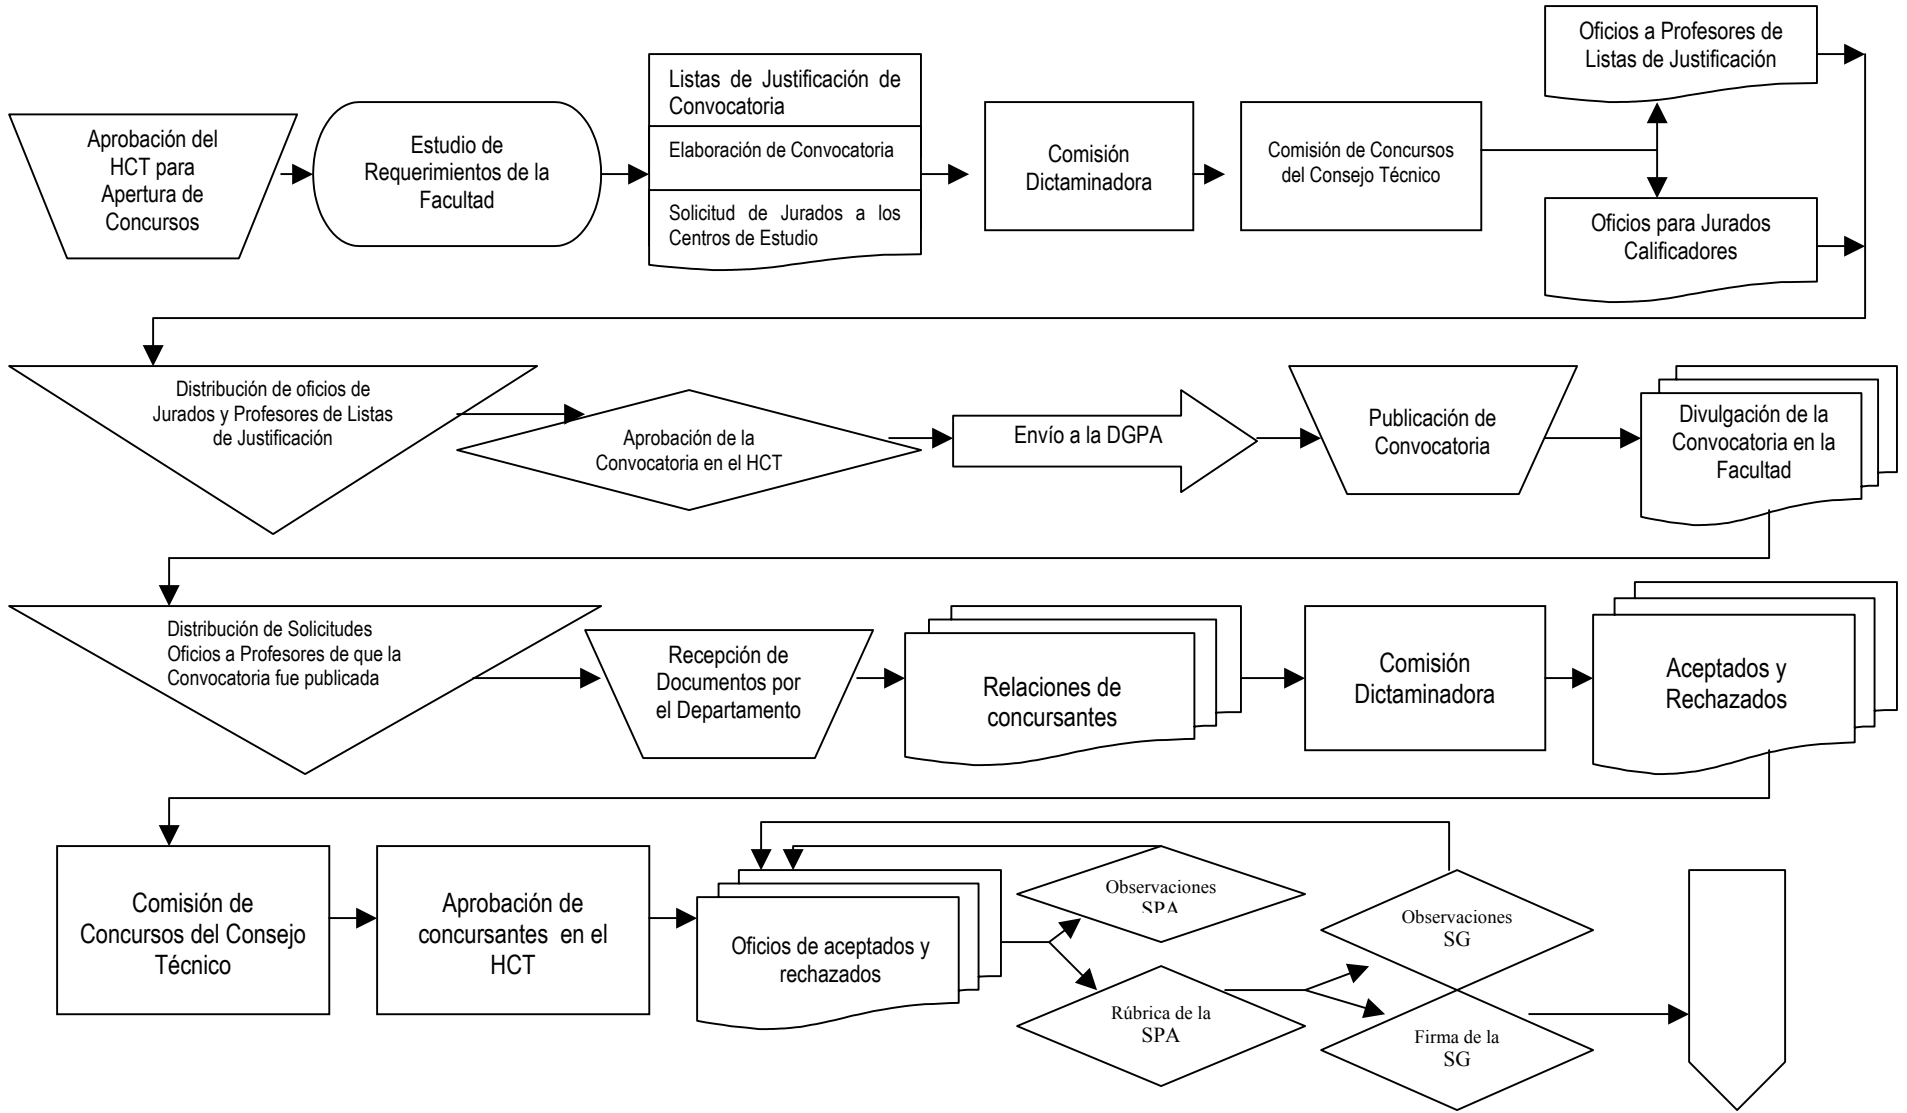 Aprobación del
HCT para
Apertura de
Concursos
Estudio de
Requerimientos de la
Facultad
Listas de Justificación de
Convocatoria
Elaboración de Convocatoria
Solicitud de Jurados a los
Centros de Estudio
Comisión
Dictaminadora
Comisión de Concursos
del Consejo Técnico
Oficios a Profesores de
Listas de Justificación
Oficios para Jurados
Calificadores
Distribución de oficios de
Jurados y Profesores de Listas
de Justificación
Aprobación de la
Convocatoria en el HCT
Envío a la DGPA
Publicación de
Convocatoria
Divulgación de la
Convocatoria en la
Facultad
Distribución de Solicitudes
Oficios a Profesores de que la
Convocatoria fue publicada
Recepción de
Documentos por
el Departamento
Relaciones de
concursantes
Comisión
Dictaminadora
Aceptados y
Rechazados
Comisión de
Concursos del Consejo
Técnico
Aprobación de
concursantes en el
HCT
Oficios de aceptados y
rechazados
Observaciones
SPA
Rúbrica de la
SPA
Observaciones
SG
Firma de la
SG